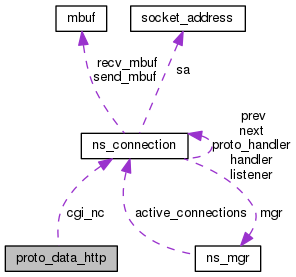 mbuf
socket_address
recv_mbuf
send_mbuf
sa
prev
next
proto_handler
handler
listener
ns_connection
cgi_nc
active_connections
mgr
proto_data_http
ns_mgr